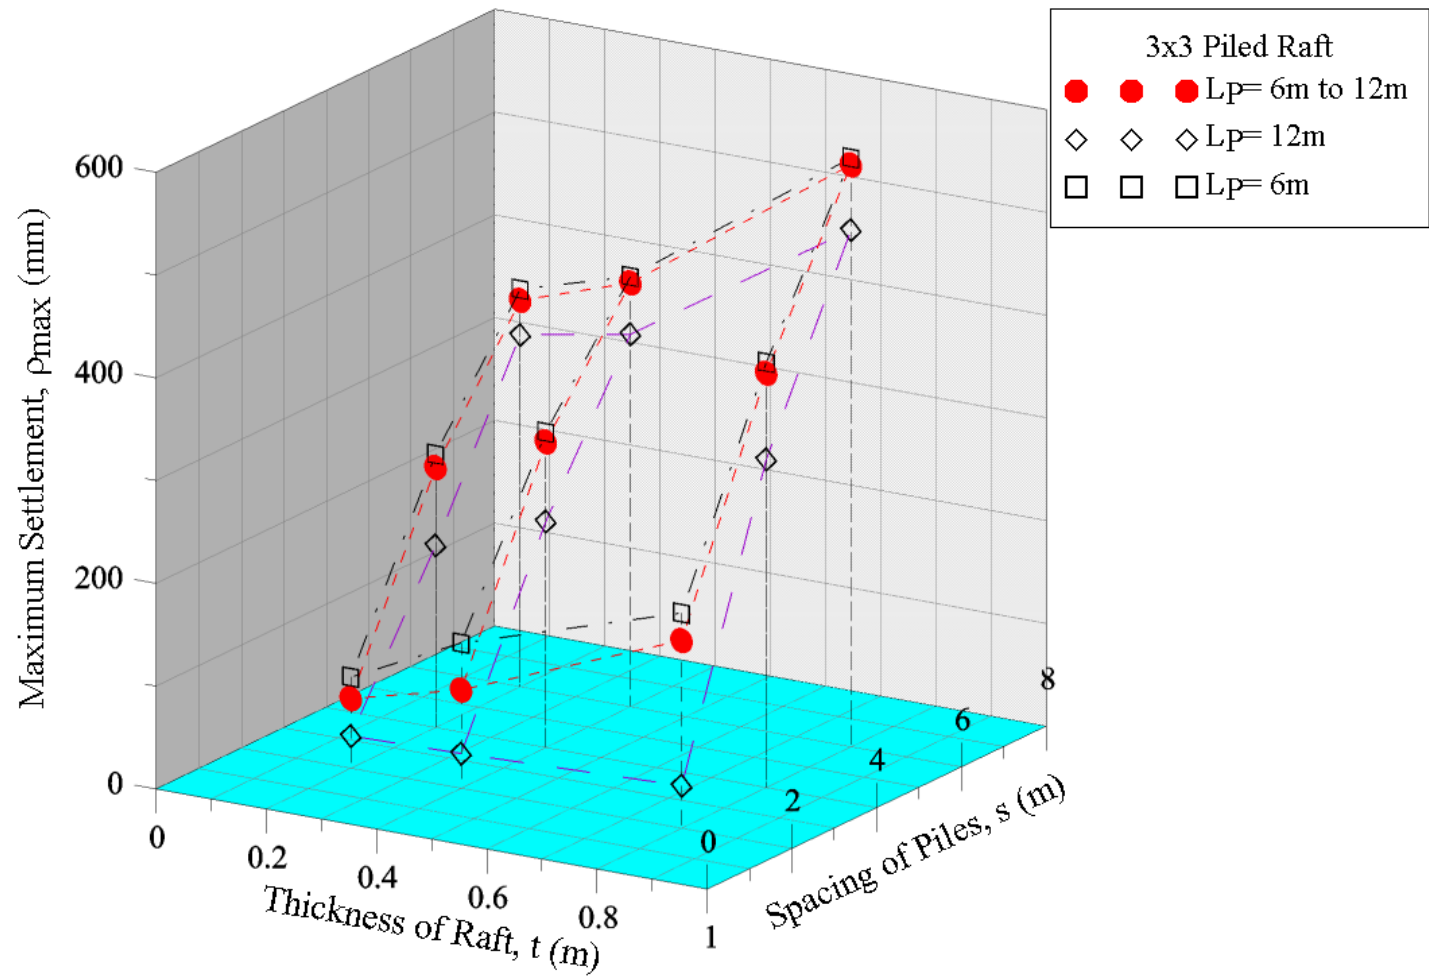 3x3 Piled Raft
LP= 6m to 12m
LP= 12m
LP= 6m
Maximum Settlement, ρmax (mm)
600
400
200
0
0
0.2
0.4
0.6
0.8
1
Thickness of Raft, t (m)
0
2
4
6
8
Spacing of Piles, s (m)